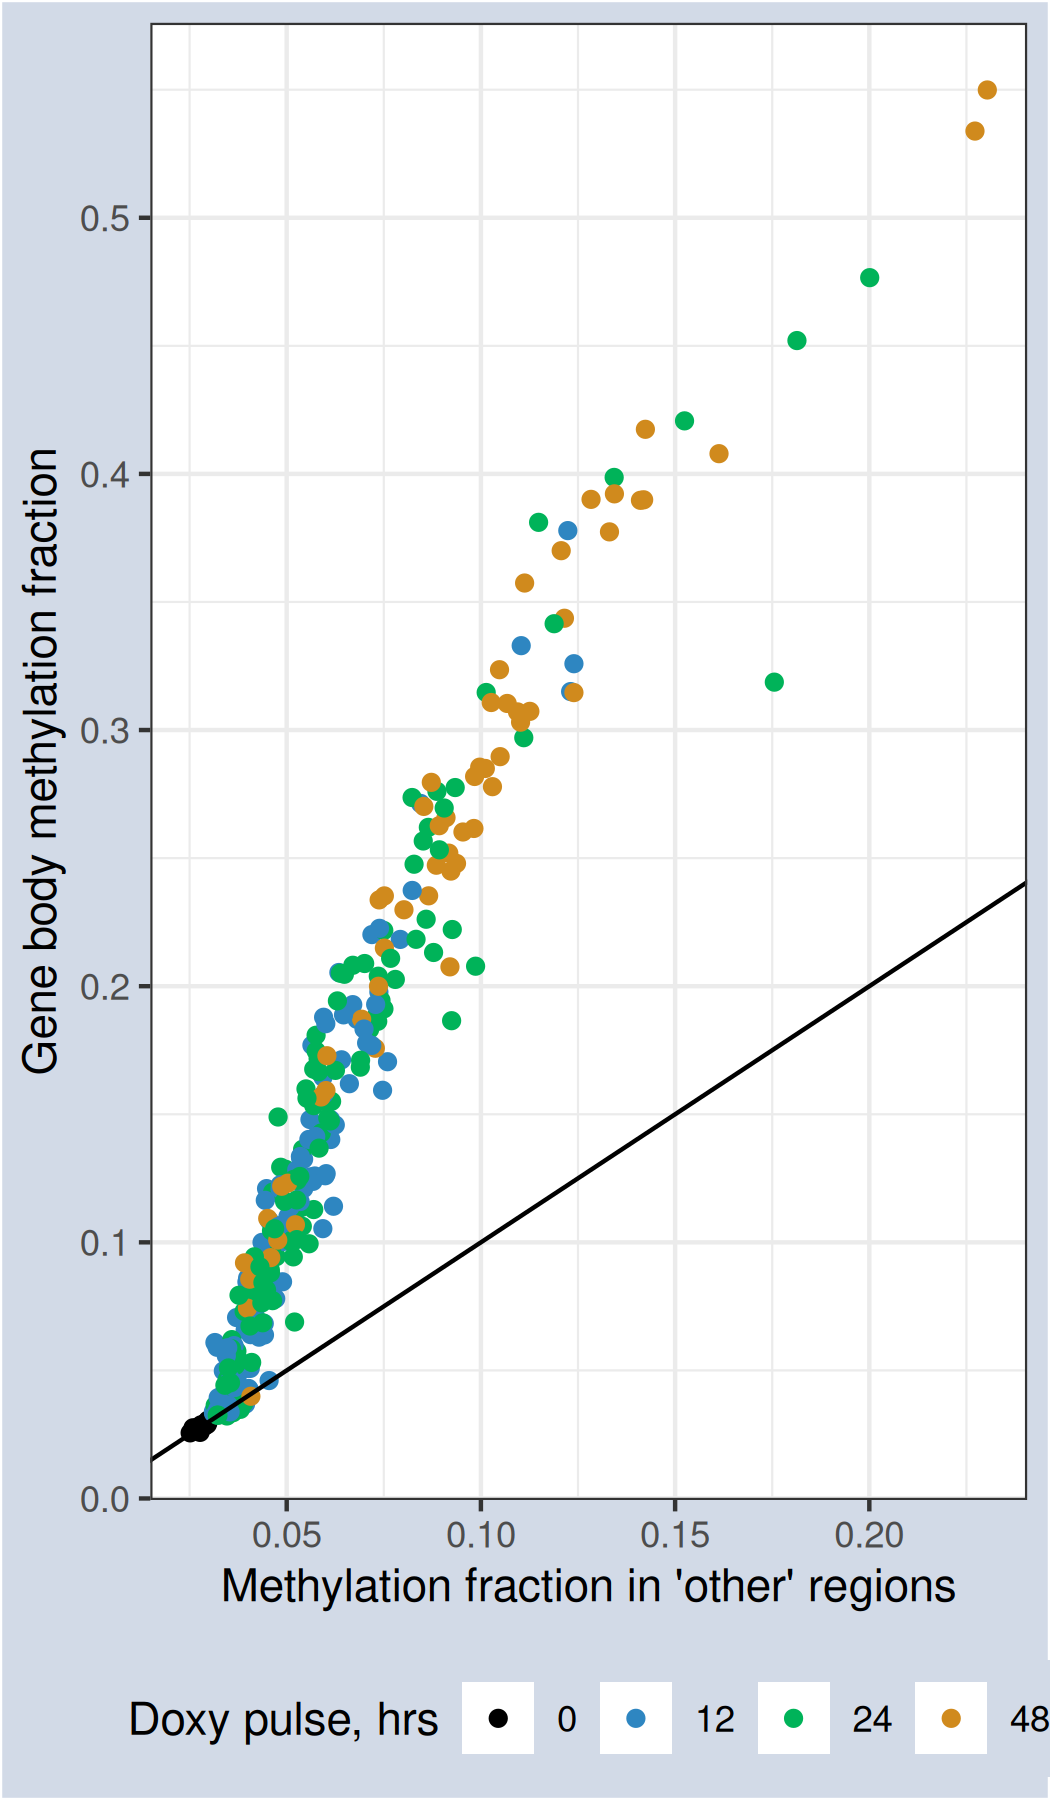 0.5
0.4
0.3
0.2
0.1
0.0
Gene body methylation fraction
0.05 0.10 0.15 0.20
Methylation fraction in 'other' regions
Doxy pulse, hrs 0 12 24 48